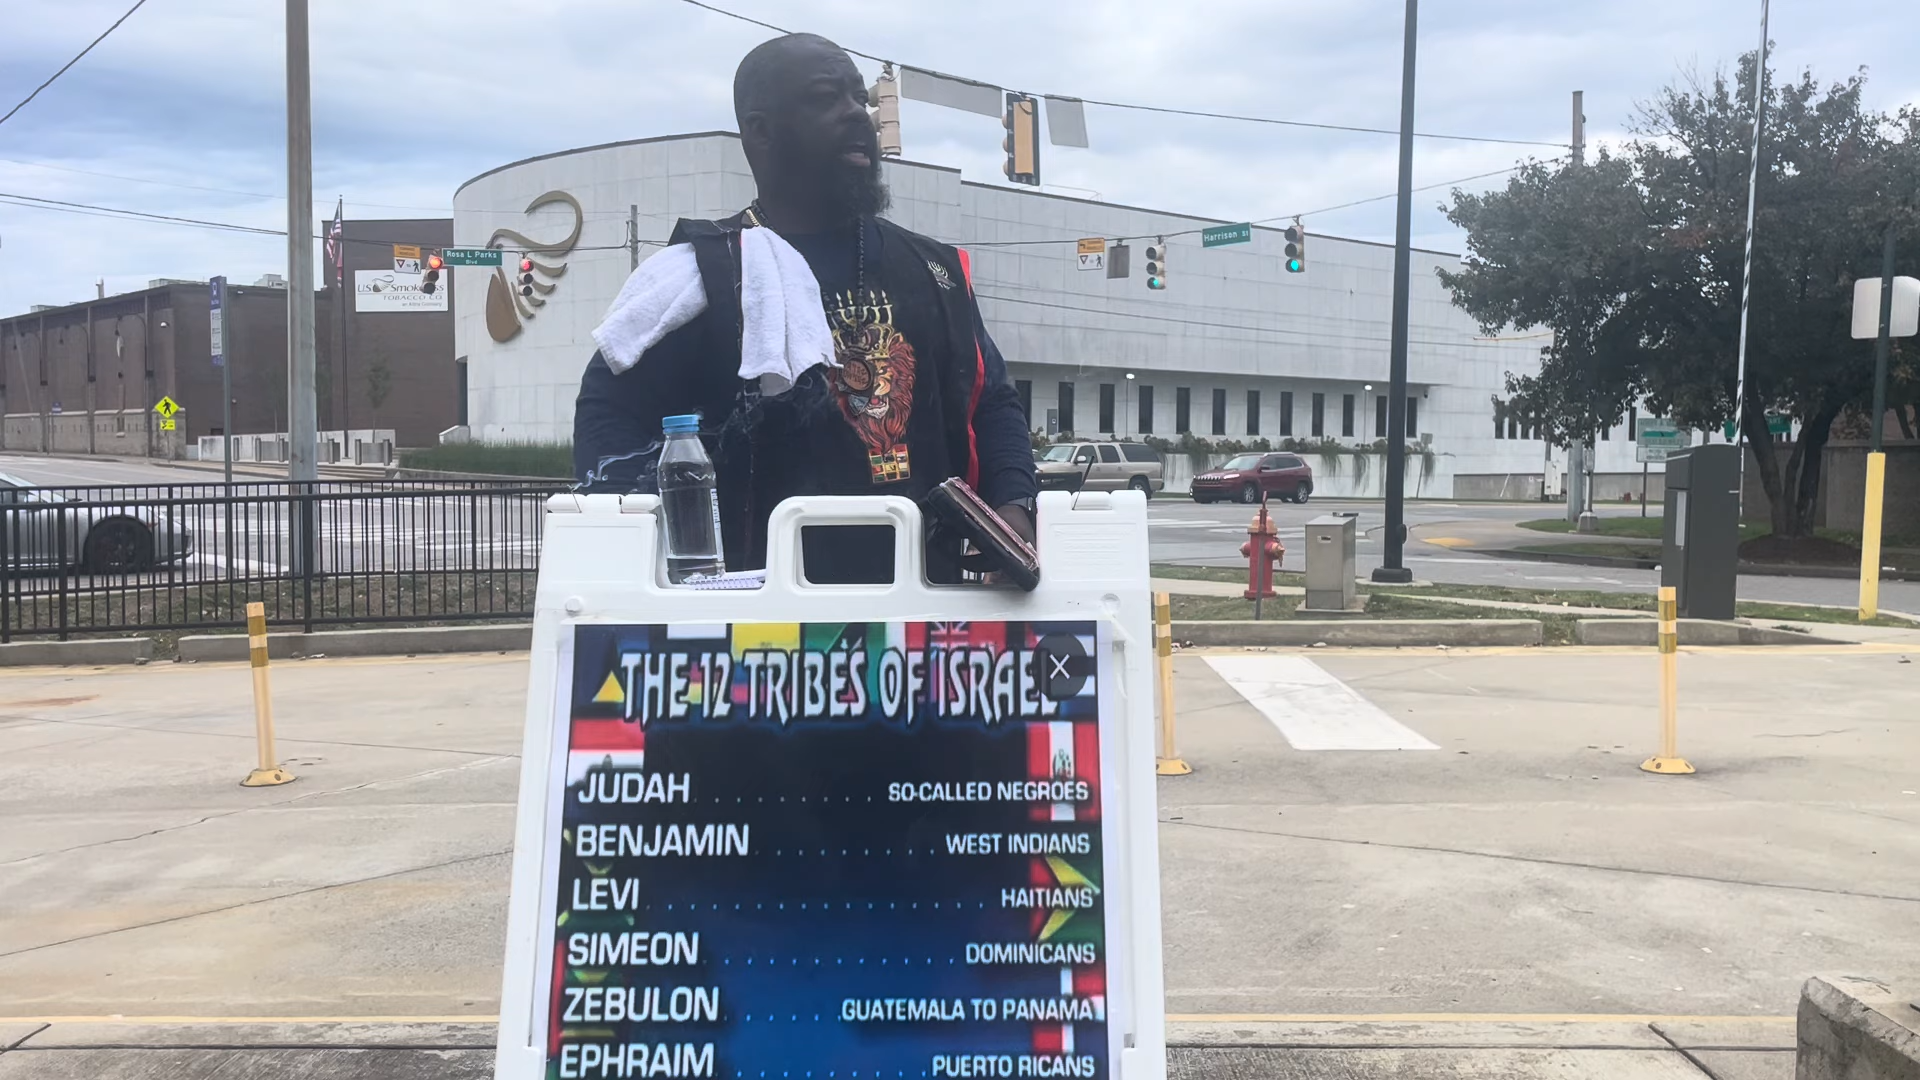 Harrison ST
Rosa L Parks
Blvd
US Smokeless
TOBACCO CO.
THE 12 TRIBES OF ISRAEL
JUDAH . . . . . . . . . SO-CALLED NEGROES
BENJAMIN . . . . . . . . . WEST INDIANS
LEVI . . . . . . . . . . . . . . . . HAITIANS
SIMEON . . . . . . . . . . . . DOMINICANS
ZEBULON . . . . . . GUATEMALA TO PANAMA
EPHRAIM . . . . . . . . . . PUERTO RICANS